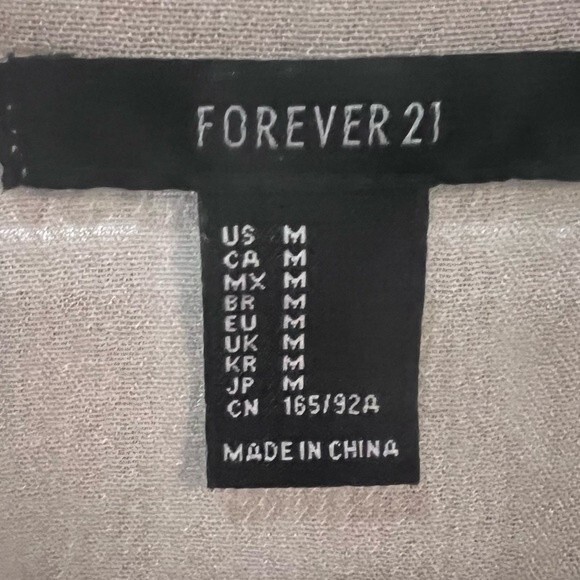 FOREVER 21
US M
CA M
MX M
BR M
EU M
UK M
KR M
JP M
CN 165/92A
MADE IN CHINA